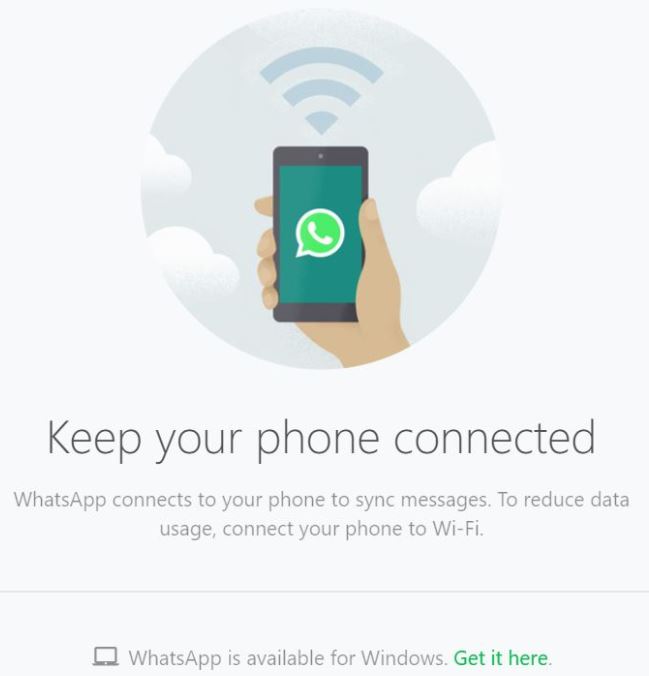 Keep your phone connected
WhatsApp connects to your phone to sync messages. To reduce data
usage, connect your phone to Wi-Fi.
WhatsApp is available for Windows. Get it here.